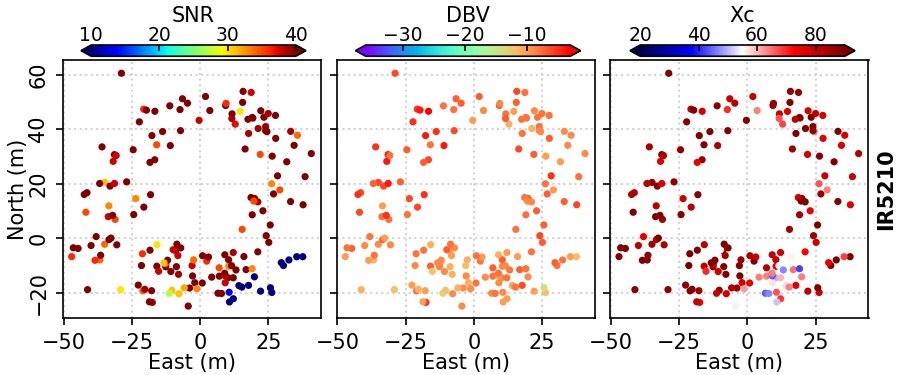 SNR DBV Xc
10 20 30 40 −30 −20 −10 20 40 60 80
60
40
20
0
−20
North (m)
IR5210
−50 −25 0 25 −50 −25 0 25 −50 −25 0 25
East (m) East (m) East (m)